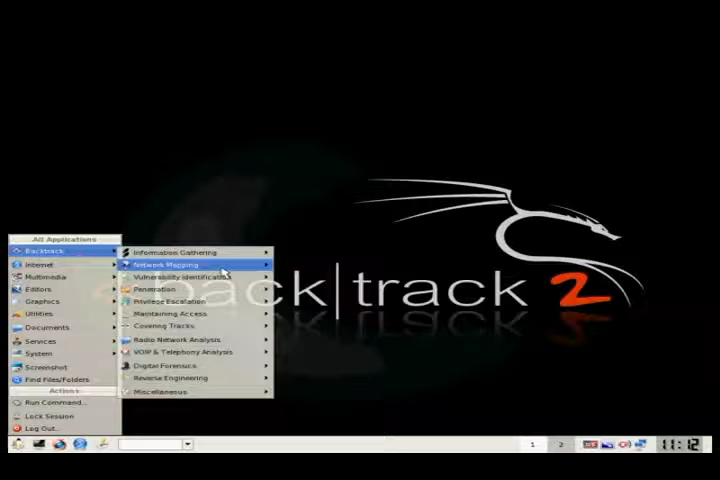 All Applications
Backtrack
Internet
Multimedia
Editors
Graphics
Utilities
Documents
Services
System
Screenshot
Find Files/Folders
Actions
Run Command...
Lock Session
Log Out...
Information Gathering
Network Mapping
Vulnerability Identification
Penetration
Privilege Escalation
Maintaining Access
Covering Tracks
Radio Network Analysis
VOIP & Telephony Analysis
Digital Forensics
Reverse Engineering
Miscellaneous
back|track 2
1 2 11:12